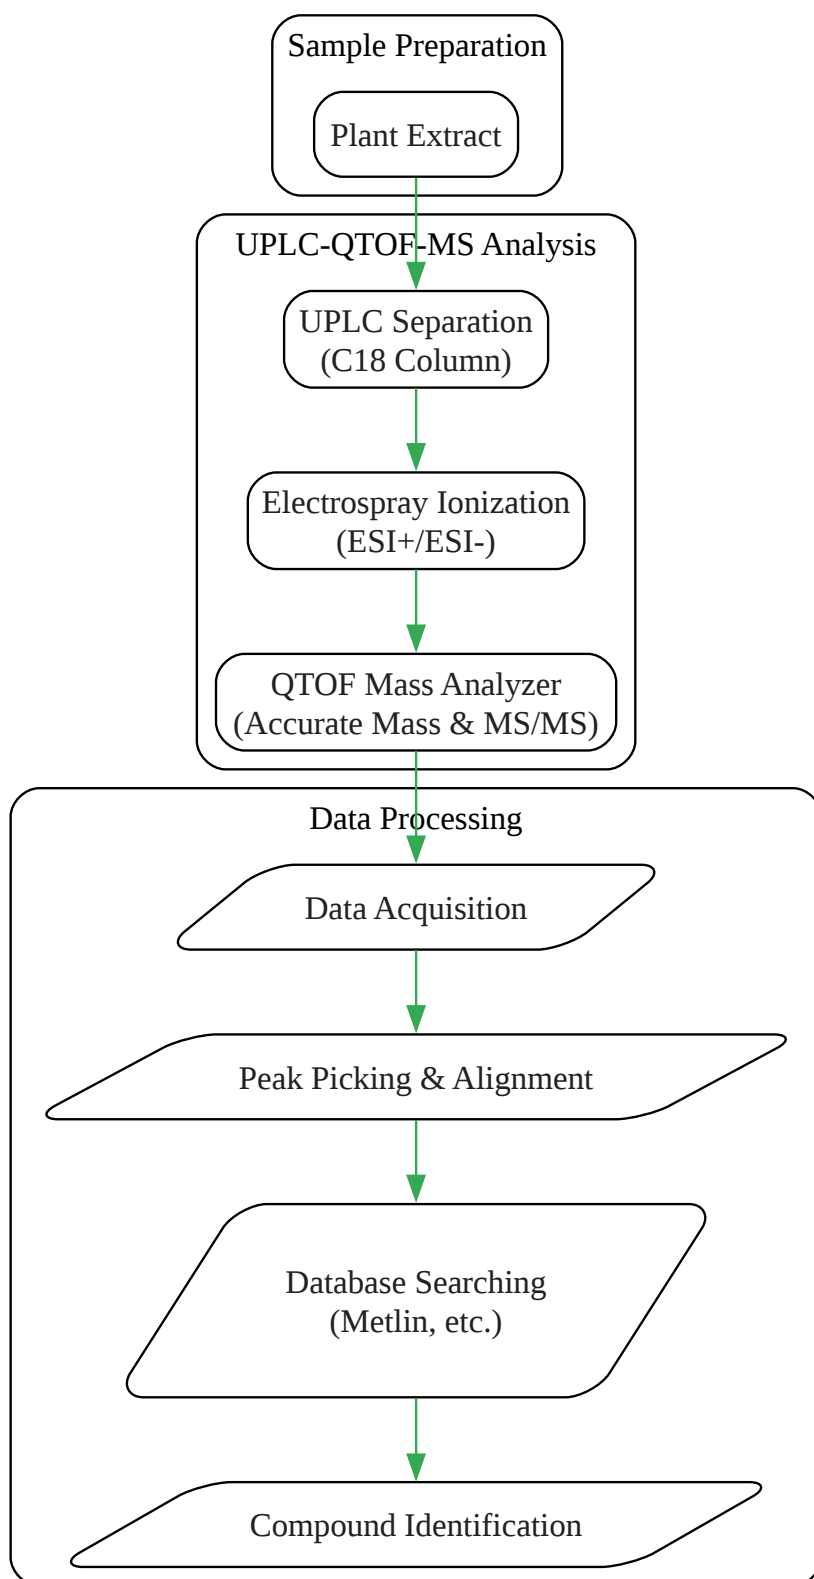 Sample Preparation
Plant Extract
UPLC-QTOF-MS Analysis
UPLC Separation
(C18 Column)
Electrospray Ionization
(ESI+/ESI-)
QTOF Mass Analyzer
(Accurate Mass & MS/MS)
Data Processing
Data Acquisition
Peak Picking & Alignment
Database Searching
(Metlin, etc.)
Compound Identification